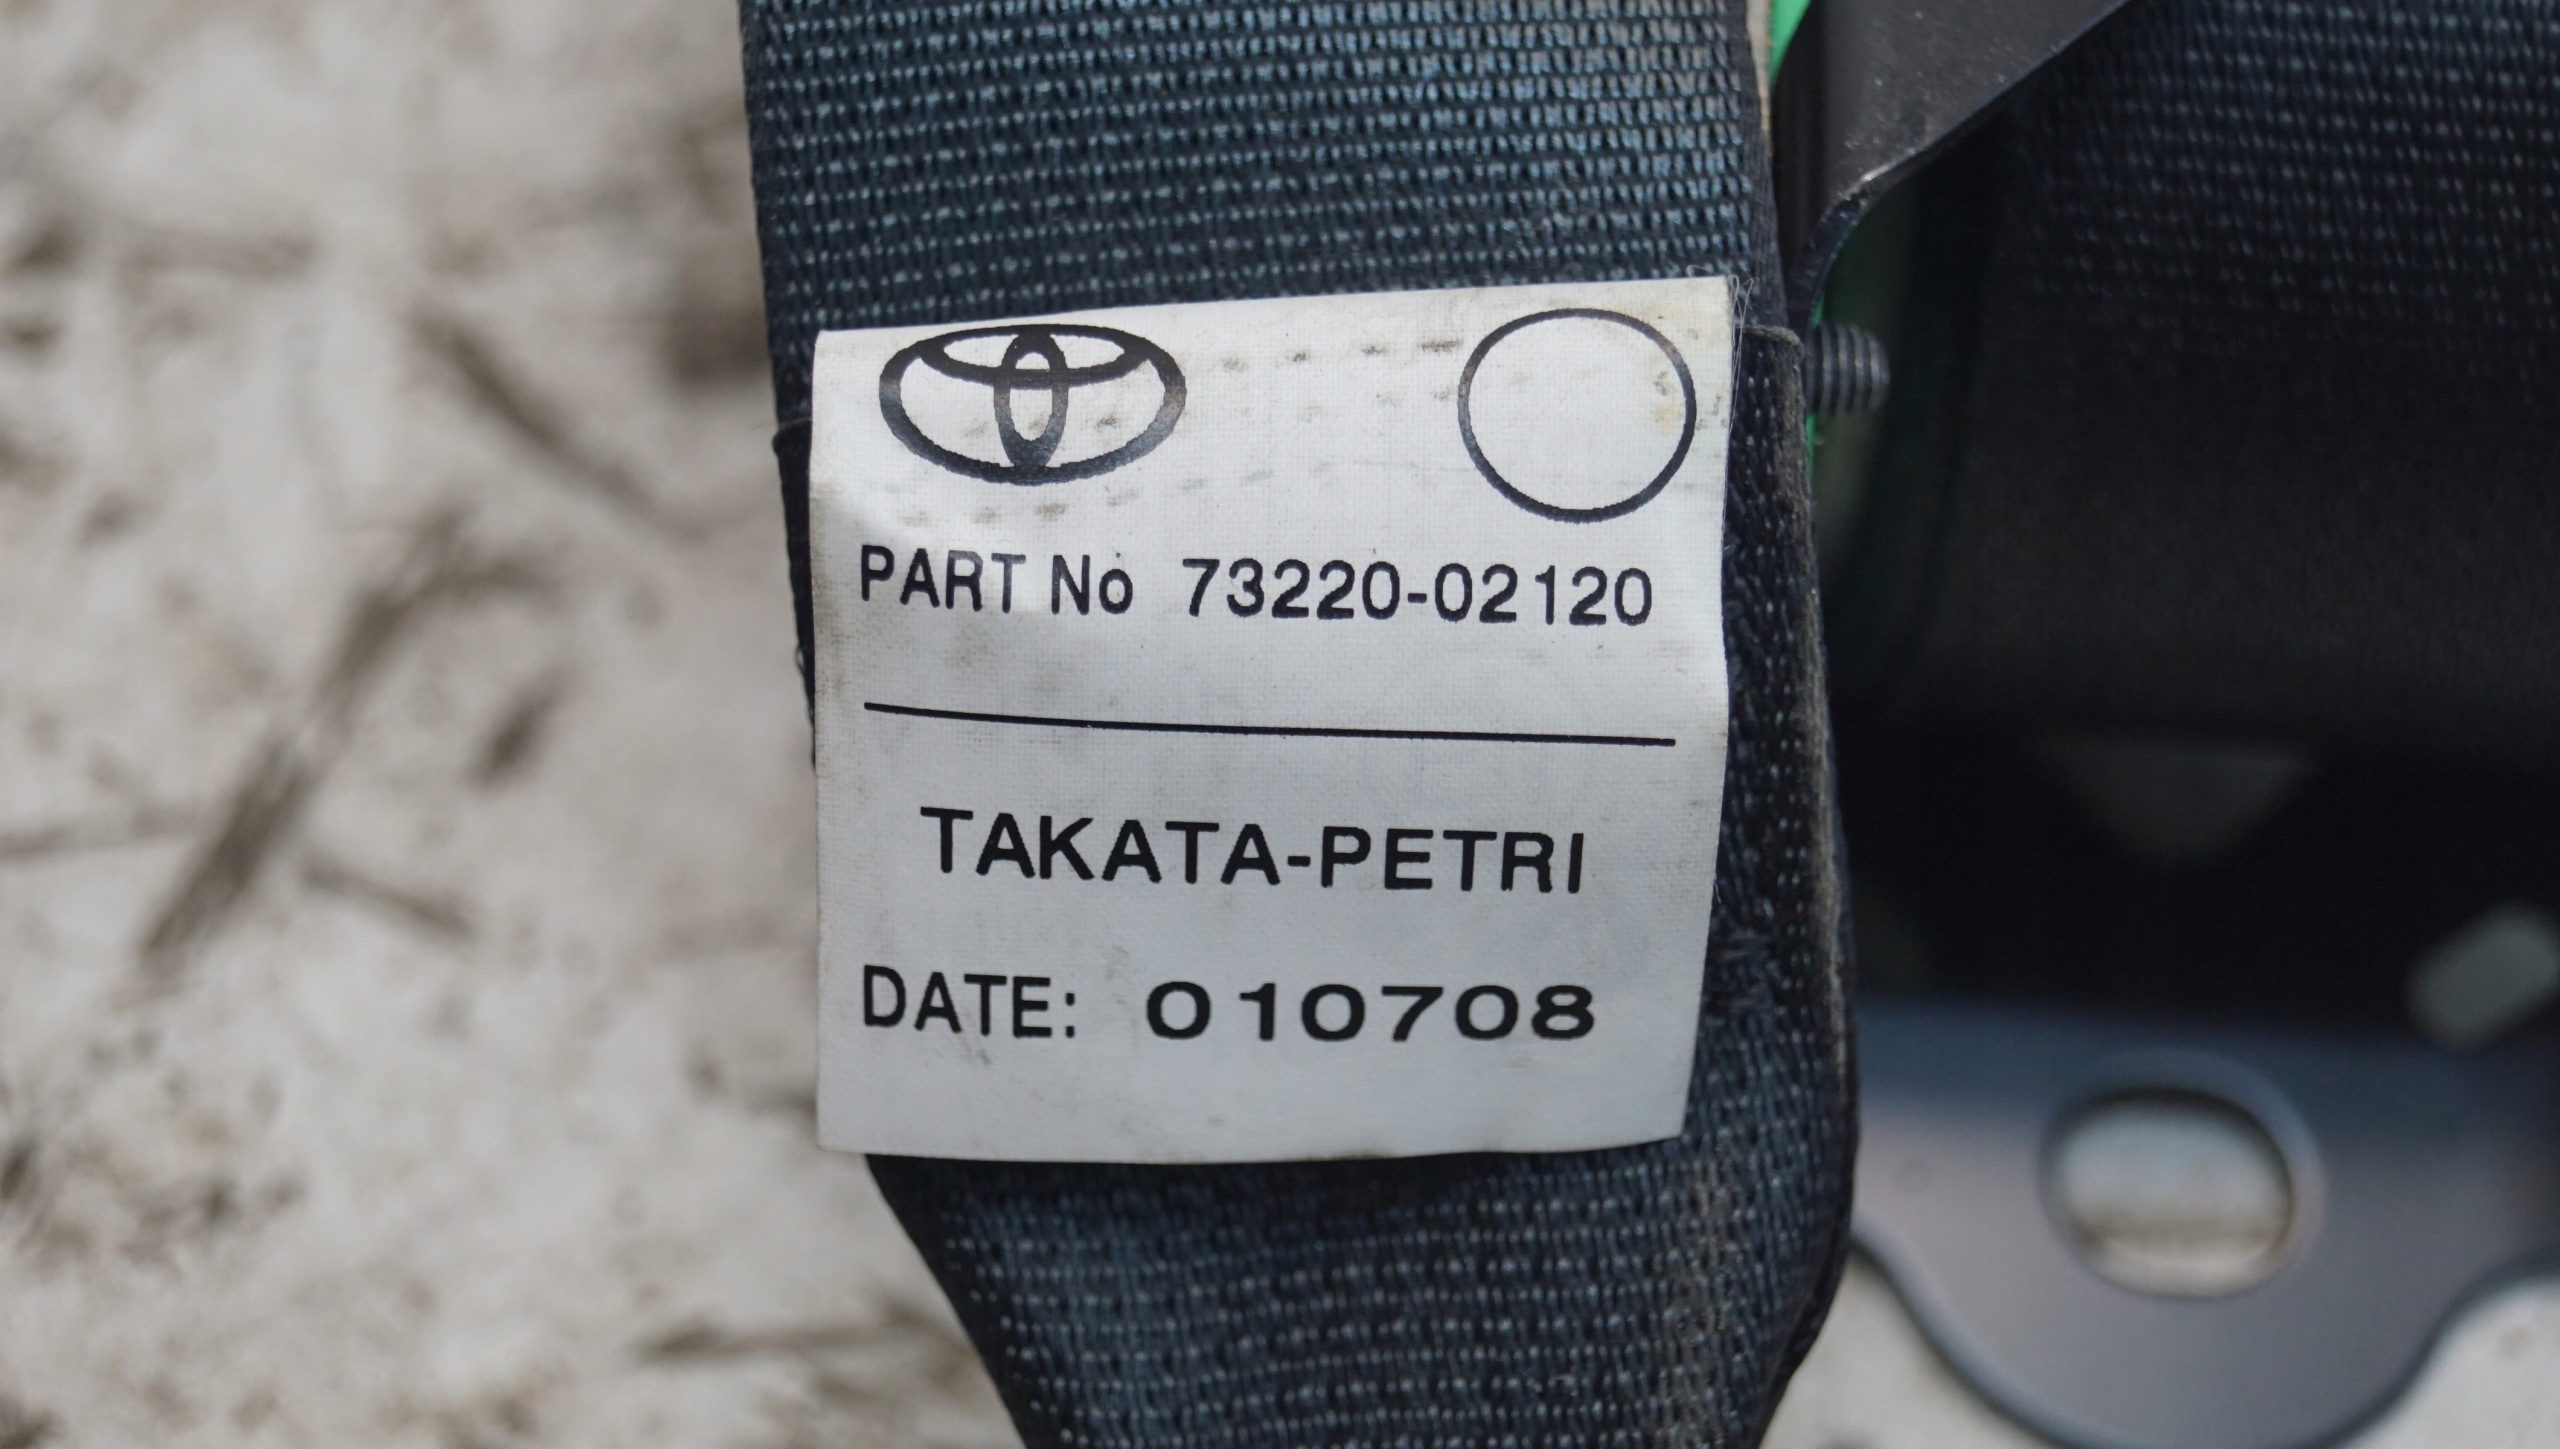 PART No 73220-02120
TAKATA-PETRI
DATE: 010708